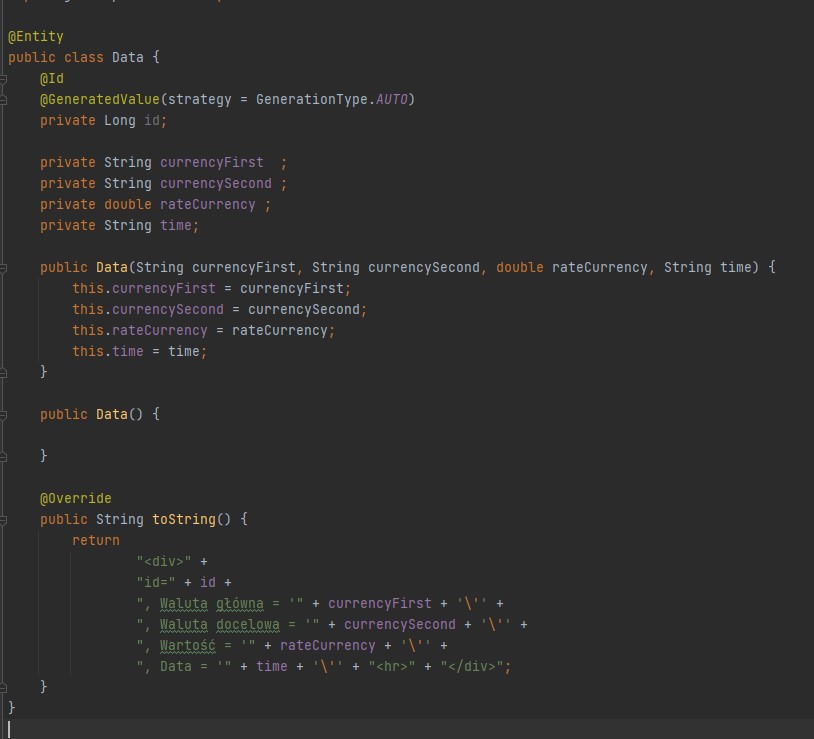 @Entity
public class Data {
    @Id
    @GeneratedValue(strategy = GenerationType.AUTO)
    private Long id;

    private String currencyFirst  ;
    private String currencySecond ;
    private double rateCurrency ;
    private String time;

    public Data(String currencyFirst, String currencySecond, double rateCurrency, String time) {
        this.currencyFirst = currencyFirst;
        this.currencySecond = currencySecond;
        this.rateCurrency = rateCurrency;
        this.time = time;
    }

    public Data() {

    }

    @Override
    public String toString() {
        return
                "<div>" +
                "id=" + id +
                ", Waluta główna = '" + currencyFirst + '\'' +
                ", Waluta docelowa = '" + currencySecond + '\'' +
                ", Wartość = '" + rateCurrency + '\'' +
                ", Data = '" + time + '\'' + "<hr>" + "</div>";
    }
}